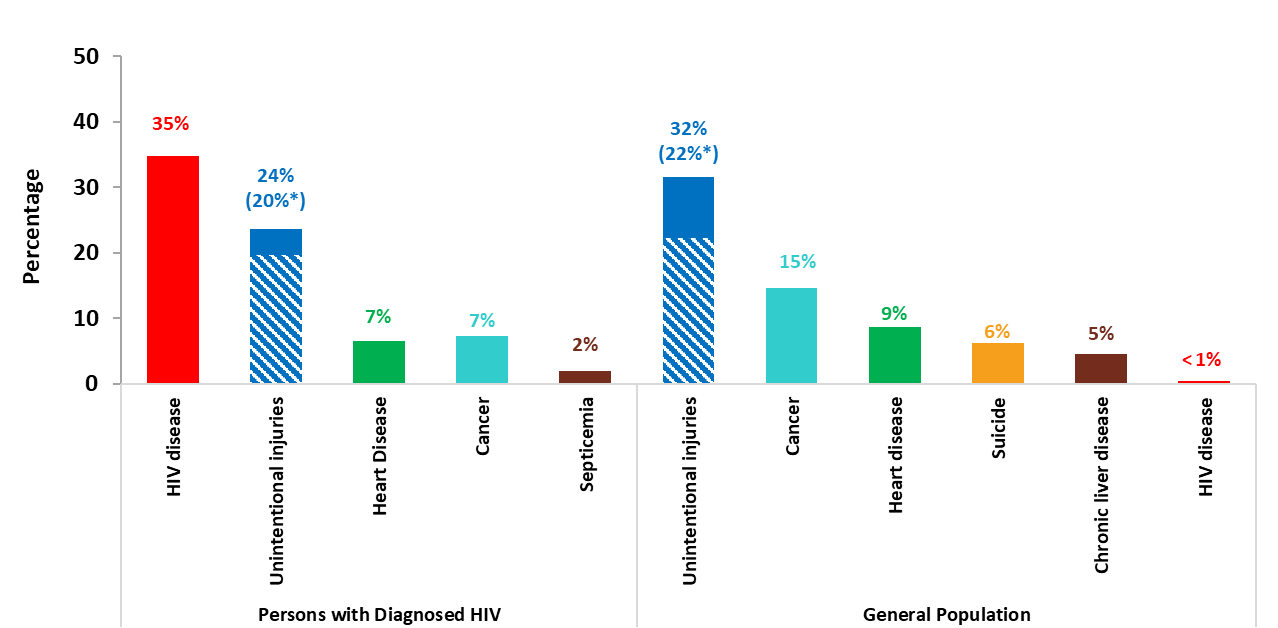 Percentage
50
40
30
20
10
0
35%
24%
(20%*)
7%
7%
2%
32%
(22%*)
15%
9%
6%
5%
< 1%
HIV disease
Unintentional injuries
Heart Disease
Cancer
Septicemia
Unintentional injuries
Cancer
Heart disease
Suicide
Chronic liver disease
HIV disease
Persons with Diagnosed HIV
General Population